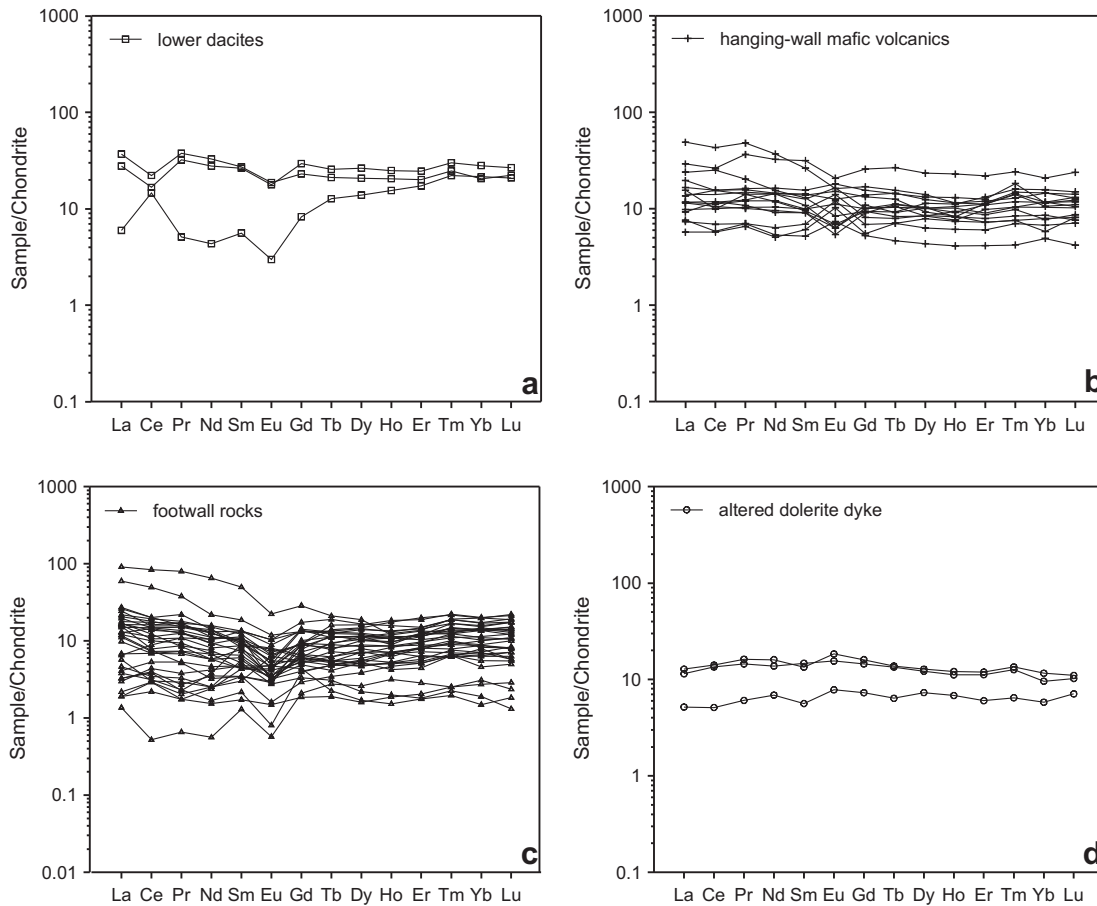 1000
100
10
1
0.1
Sample/Chondrite
lower dacites
a
La Ce Pr Nd Sm Eu Gd Tb Dy Ho Er Tm Yb Lu
1000
100
10
1
0.1
Sample/Chondrite
hanging-wall mafic volcanics
b
La Ce Pr Nd Sm Eu Gd Tb Dy Ho Er Tm Yb Lu
1000
100
10
1
0.1
0.01
Sample/Chondrite
footwall rocks
c
La Ce Pr Nd Sm Eu Gd Tb Dy Ho Er Tm Yb Lu
1000
100
10
1
0.1
Sample/Chondrite
altered dolerite dyke
d
La Ce Pr Nd Sm Eu Gd Tb Dy Ho Er Tm Yb Lu